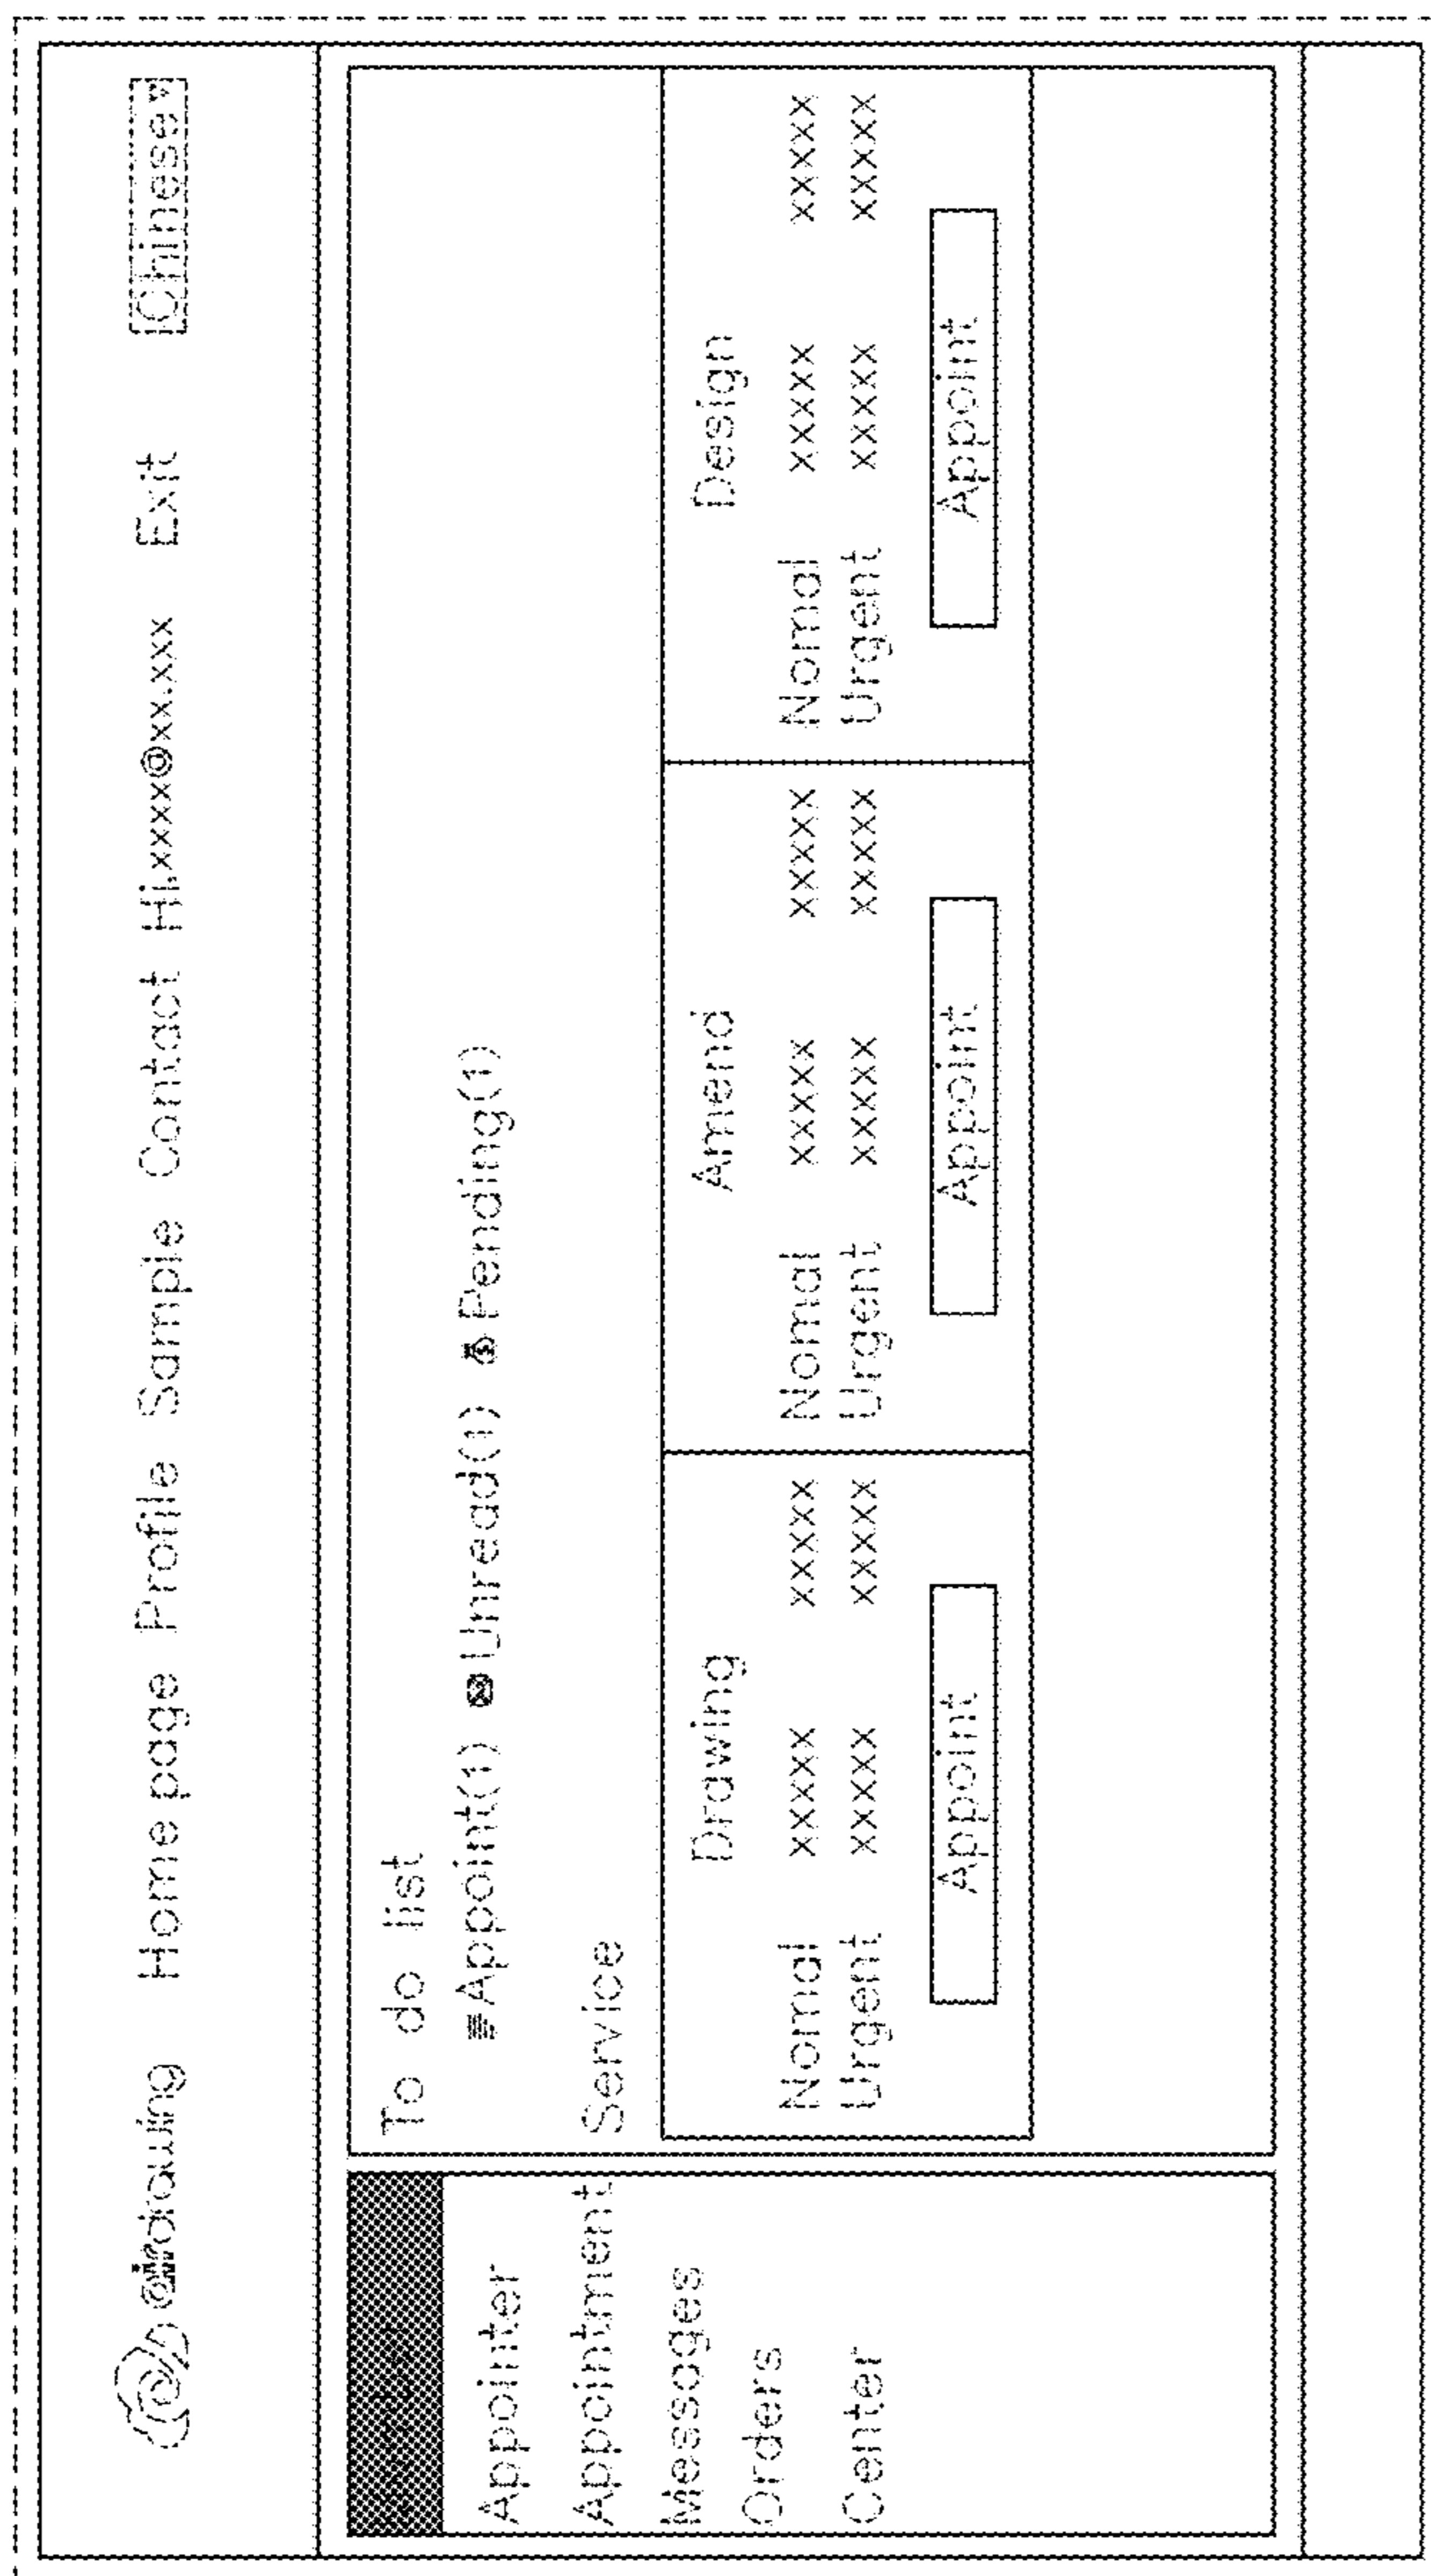 airdrawing Home page Profile Sample Contact Hi.xxxx@xx.xxx Exit Chinese
Appointer
Appointment
Messages
Orders
Center
To do list
Appoint(1) Unread(1) Pending(1)
Service
Drawing
Nomal xxxxx xxxxx
Urgent xxxxx xxxxx
Appoint
Amend
Nomal xxxxx xxxxx
Urgent xxxxx xxxxx
Appoint
Design
Nomal xxxxx xxxxx
Urgent xxxxx xxxxx
Appoint